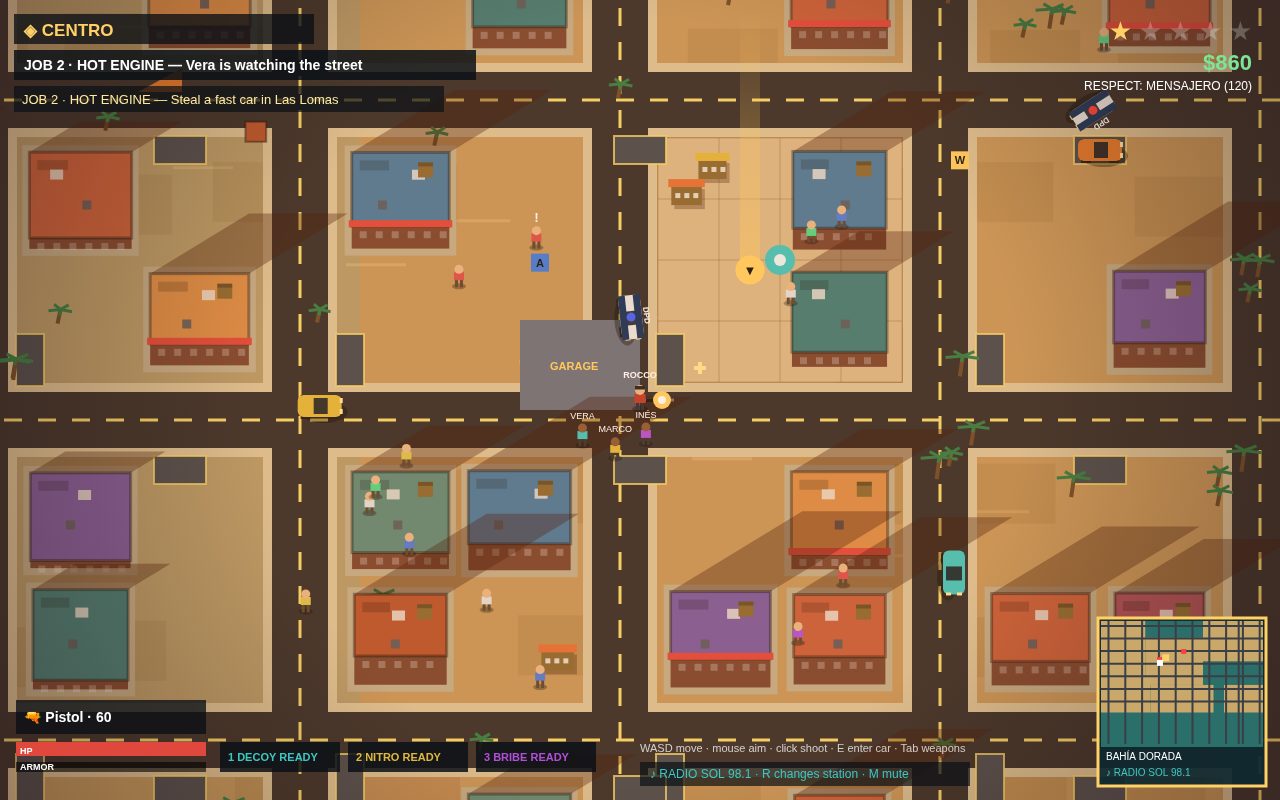 ◈ CENTRO
JOB 2 · HOT ENGINE — Vera is watching the street
JOB 2 · HOT ENGINE — Steal a fast car in Las Lomas
$860
RESPECT: MENSAJERO (120)
DPD
W
!
A
DPD
GARAGE
ROCCO
VERA
INÉS
MARCO
Pistol · 60
HP
ARMOR
1 DECOY READY
2 NITRO READY
3 BRIBE READY
WASD move · mouse aim · click shoot · E enter car · Tab weapons
♪ RADIO SOL 98.1 · R changes station · M mute
BAHÍA DORADA
♪ RADIO SOL 98.1